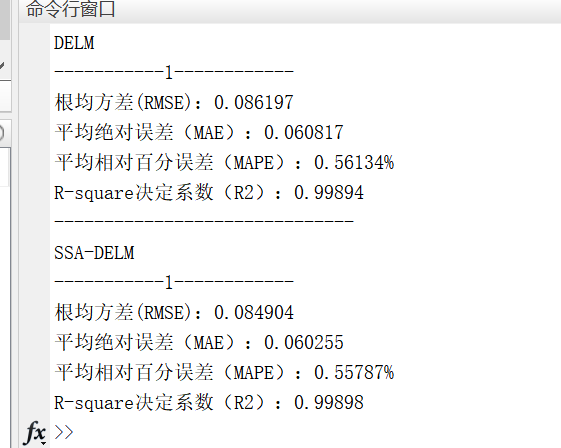 命令行窗口
DELM
-----------1------------
根均方差(RMSE)：0.086197
平均绝对误差（MAE）：0.060817
平均相对百分误差（MAPE）：0.56134%
R-square决定系数（R2）：0.99894
------------------------------
SSA-DELM
-----------1------------
根均方差(RMSE)：0.084904
平均绝对误差（MAE）：0.060255
平均相对百分误差（MAPE）：0.55787%
R-square决定系数（R2）：0.99898
fx >>